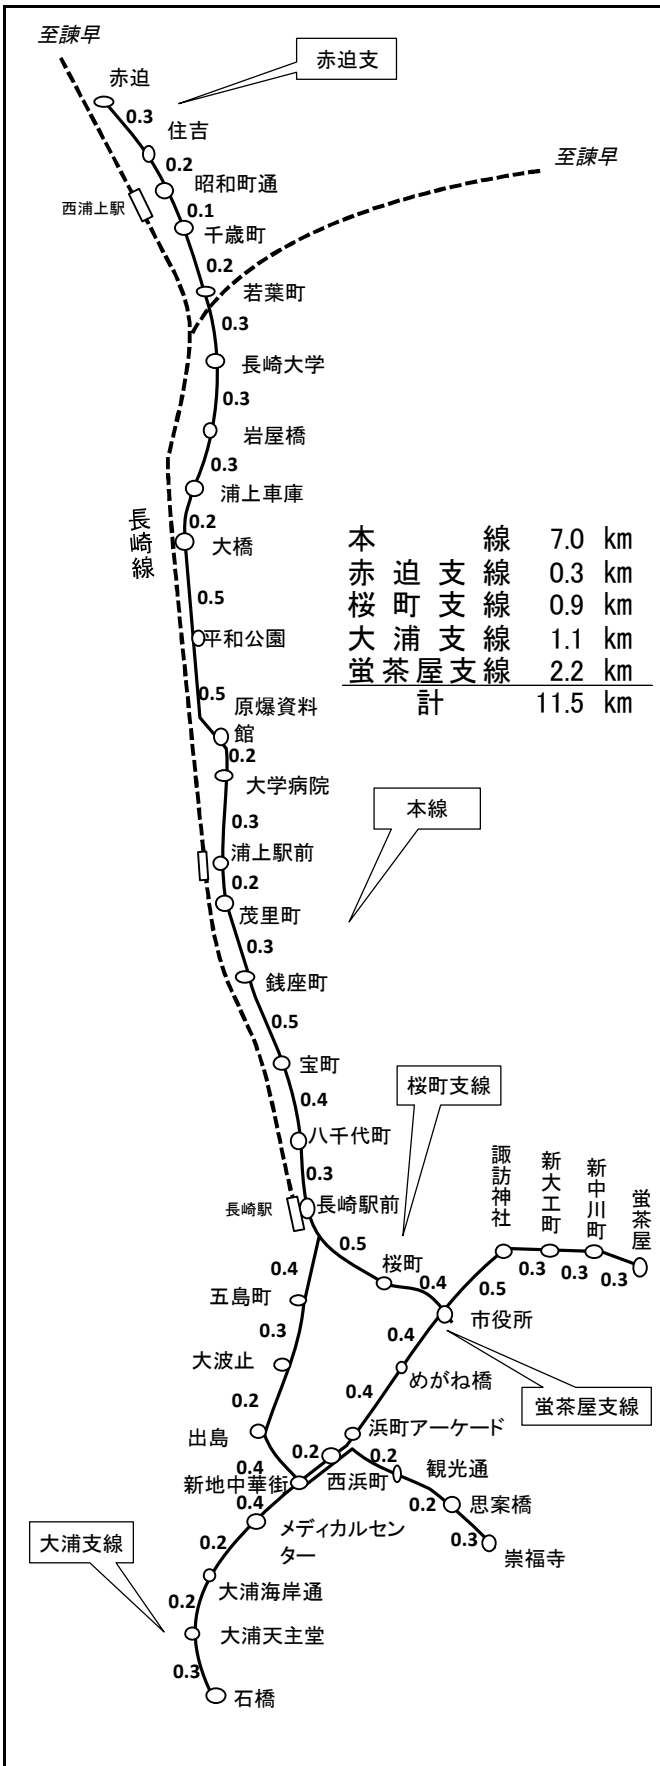 至諫早
赤迫支
赤迫
0.3
住吉
0.2
至諫早
昭和町通
西浦上駅
0.1
千歳町
0.2
若葉町
0.3
長崎大学
0.3
岩屋橋
0.3
浦上車庫
長崎線
0.2
大橋
0.5
平和公園
0.5
原爆資料
館
0.2
大学病院
0.3
浦上駅前
0.2
茂里町
0.3
銭座町
0.5
宝町
0.4
八千代町
0.3
長崎駅
長崎駅前
本線 7.0 km
赤迫支線 0.3 km
桜町支線 0.9 km
大浦支線 1.1 km
蛍茶屋支線 2.2 km
計 11.5 km
本線
桜町支線
0.5
桜町
0.4
市役所
0.5
諏訪神社
0.3
新大工町
0.3
新中川町
0.3
蛍茶屋
蛍茶屋支線
0.4
めがね橋
0.4
浜町アーケード
0.4
五島町
0.3
大波止
0.2
出島
0.4
新地中華街
0.2
西浜町
0.2
観光通
0.2
思案橋
0.3
崇福寺
0.4
メディカルセン
ター
大浦支線
0.2
大浦海岸通
0.2
大浦天主堂
0.3
石橋